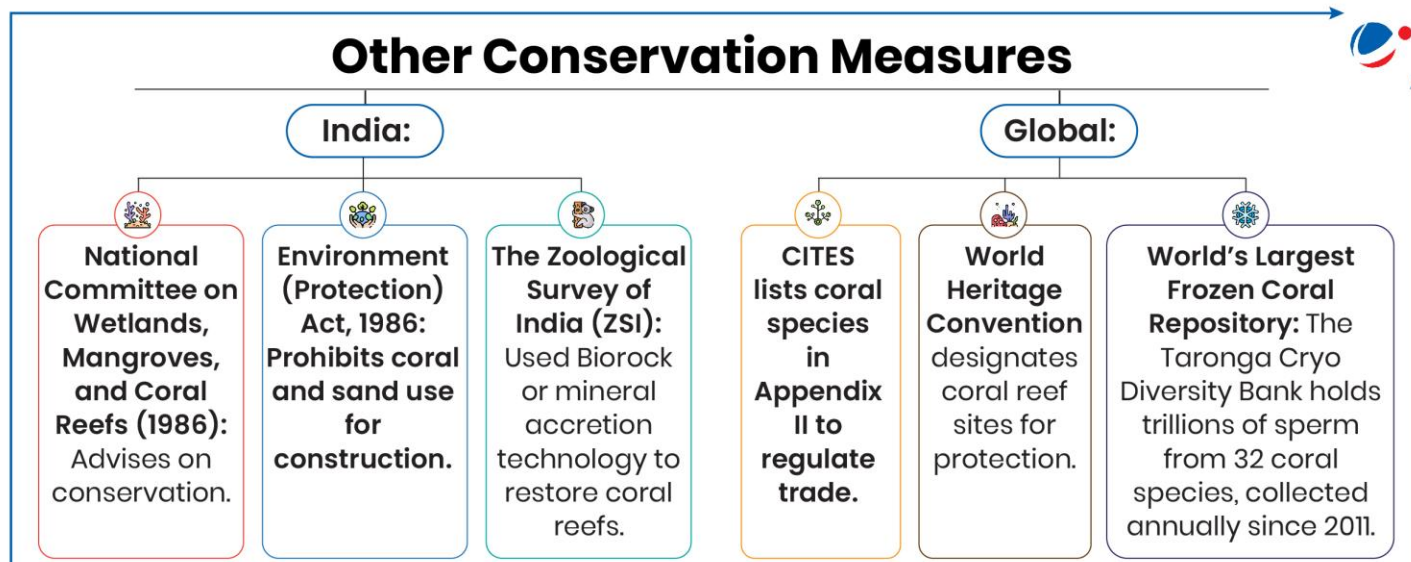 Other Conservation Measures
India:
National
Committee on
Wetlands,
Mangroves,
and Coral
Reefs (1986):
Advises on
conservation.
Environment
(Protection)
Act, 1986:
Prohibits coral
and sand use
for
construction.
The Zoological
Survey of
India (ZSI):
Used Biorock
or mineral
accretion
technology to
restore coral
reefs.
Global:
CITES
lists coral
species
in
Appendix
II to
regulate
trade.
World
Heritage
Convention
designates
coral reef
sites for
protection.
World's Largest
Frozen Coral
Repository: The
Taronga Cryo
Diversity Bank holds
trillions of sperm
from 32 coral
species, collected
annually since 2011.